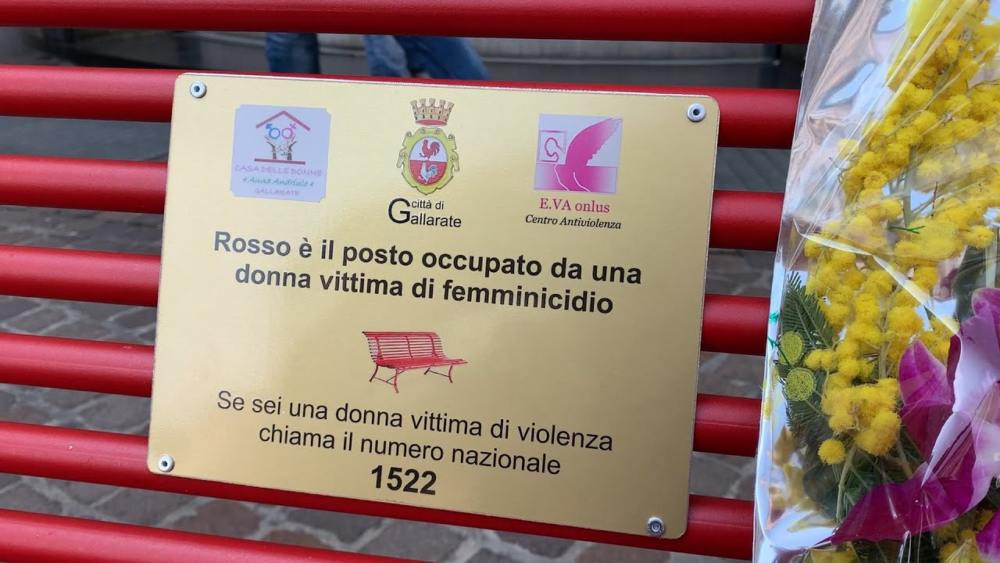 CASA DELLE DONNE
GALLARATE
città di
Gallarate
E.VA onlus
Centro Antiviolenza
Rosso è il posto occupato da una
donna vittima di femminicidio
Se sei una donna vittima di violenza
chiama il numero nazionale
1522